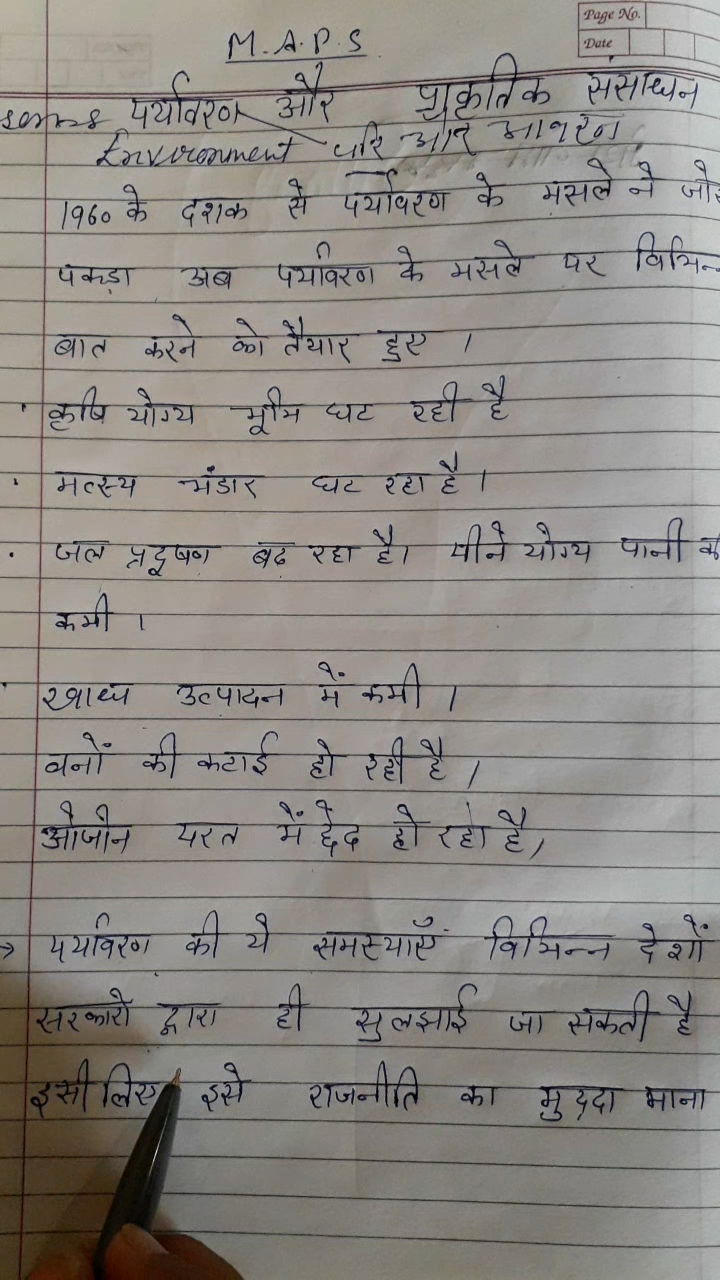 Page No.
Date
M.A.P.S
पर्यावरण और प्राकृतिक संसाधन
Environment परि और आवरण
1960 के दशक से पर्यावरण के मसले ने जोर
पकड़ा अब पर्यावरण के मसले पर विभिन्न
बात करने को तैयार हुए ।
· कृषि योग्य भूमि घट रही है
· मत्स्य भंडार घट रहा है।
· जल प्रदूषण बढ रहा है। पीने योग्य पानी क
कमी ।
· खाध उत्पादन में कमी ।
वनों की कटाई हो रही है,
ओजोन परत में छेद हो रहा है,
→ पर्यावरण की ये समस्याएँ विभिन्न देशों
सरकारो द्वारा ही सुलझाई जा सकती है
इसीलिए इसे राजनीति का मुद्दा माना